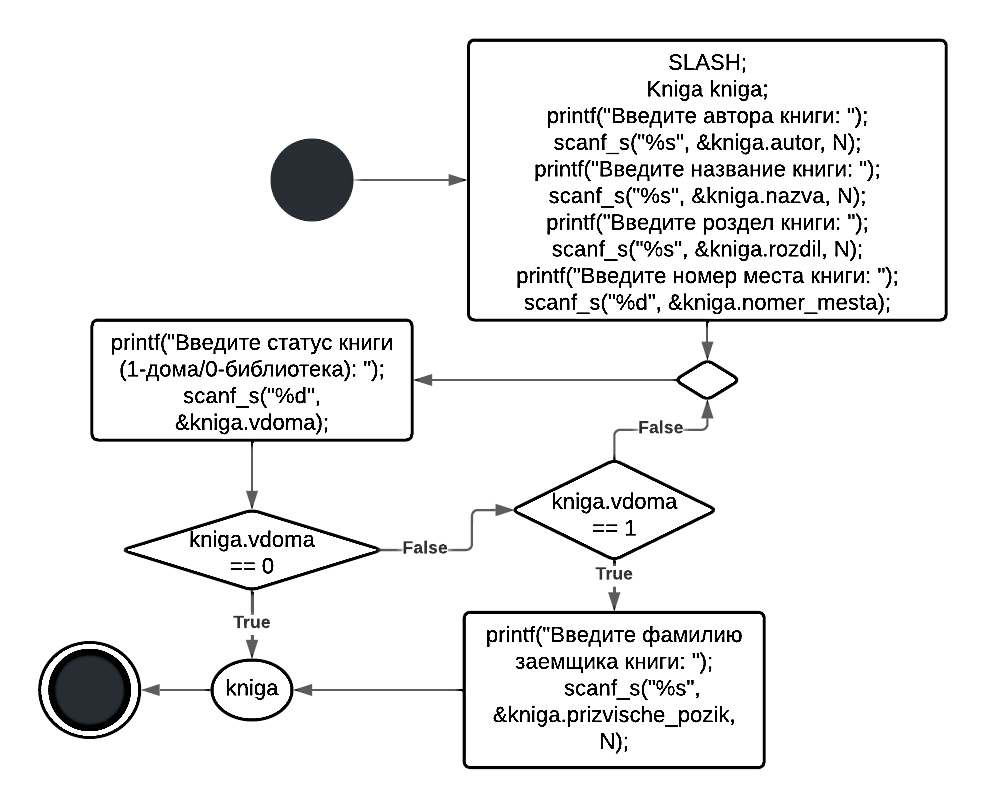 SLASH;
Kniga kniga;
printf("Введите автора книги: ");
scanf_s("%s", &kniga.autor, N);
printf("Введите название книги: ");
scanf_s("%s", &kniga.nazva, N);
printf("Введите роздел книги: ");
scanf_s("%s", &kniga.rozdil, N);
printf("Введите номер места книги: ");
scanf_s("%d", &kniga.nomer_mesta);
printf("Введите статус книги
(1-дома/0-библиотека): ");
scanf_s("%d",
&kniga.vdoma);
False
kniga.vdoma
== 1
kniga.vdoma
== 0
False
True
True
printf("Введите фамилию
заемщика книги: ");
scanf_s("%s",
&kniga.prizvische_pozik,
N);
kniga